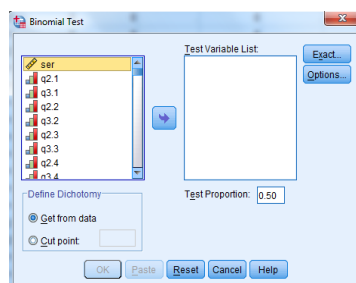 Binomial Test
Test Variable List:
ser
q2.1
q3.1
q2.2
q3.2
q2.3
q3.3
q2.4
q3.4
Exact...
Options...
Define Dichotomy
Get from data
Cut point:
Test Proportion: 0.50
OK Paste Reset Cancel Help